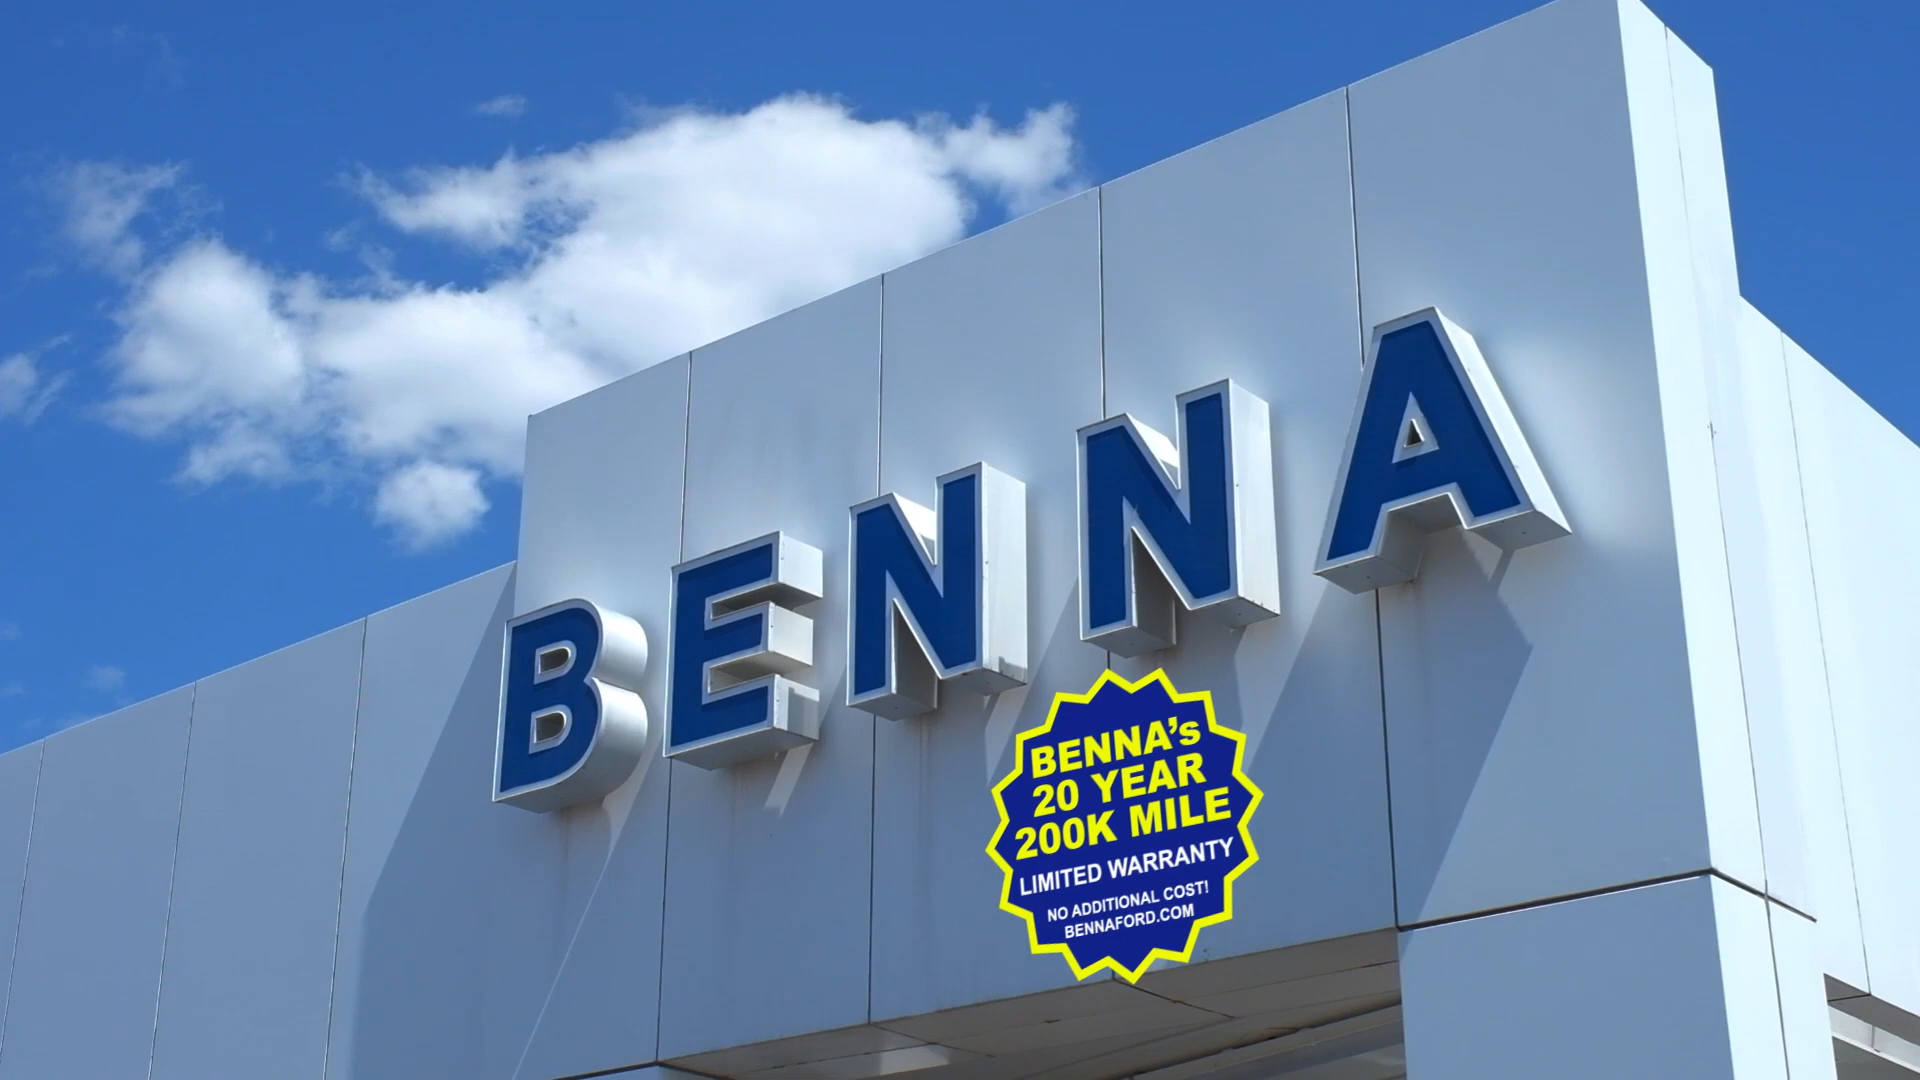 BENNA
BENNA's
20 YEAR
200K MILE
LIMITED WARRANTY
NO ADDITIONAL COST!
BENNAFORD.COM